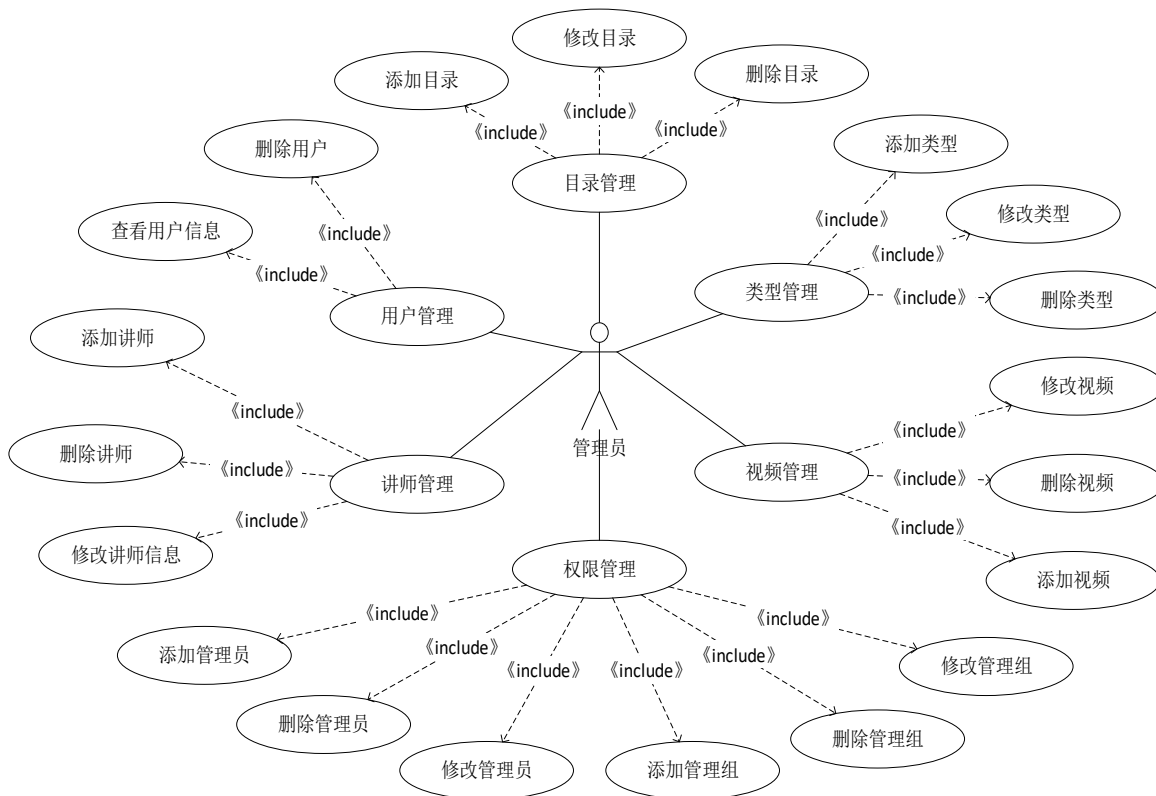 修改目录
添加目录
删除目录
《include》
《include》
《include》
删除用户
添加类型
目录管理
修改类型
查看用户信息
《include》
《include》
《include》
《include》
类型管理
《include》
删除类型
用户管理
添加讲师
修改视频
《include》
《include》
管理员
删除讲师
《include》
讲师管理
视频管理
《include》
删除视频
《include》
《include》
修改讲师信息
权限管理
添加视频
《include》
《include》
添加管理员
《include》
《include》
修改管理组
《include》
《include》
删除管理员
删除管理组
修改管理员
添加管理组